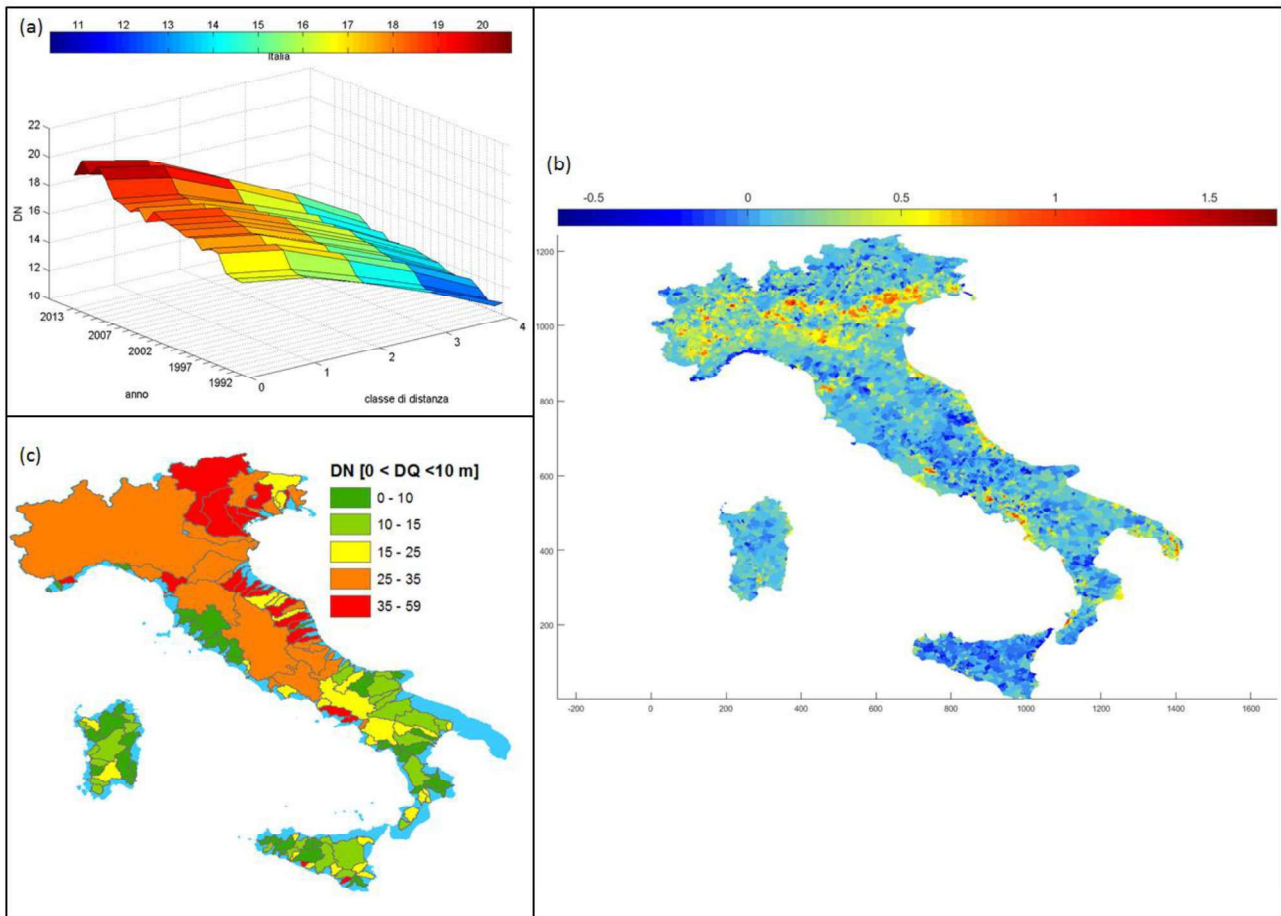 (a)
11 12 13 14 15 16 17 18 19 20
Italia
22
20
18
16
14
12
10
DN
2013
2007
2002
1997
1992
anno
0
1
2
3
4
classe di distanza
(b)
-0.5 0 0.5 1 1.5
1200
1000
800
600
400
200
-200 0 200 400 600 800 1000 1200 1400 1600
(c)
DN [0 < DQ <10 m]
0 - 10
10 - 15
15 - 25
25 - 35
35 - 59